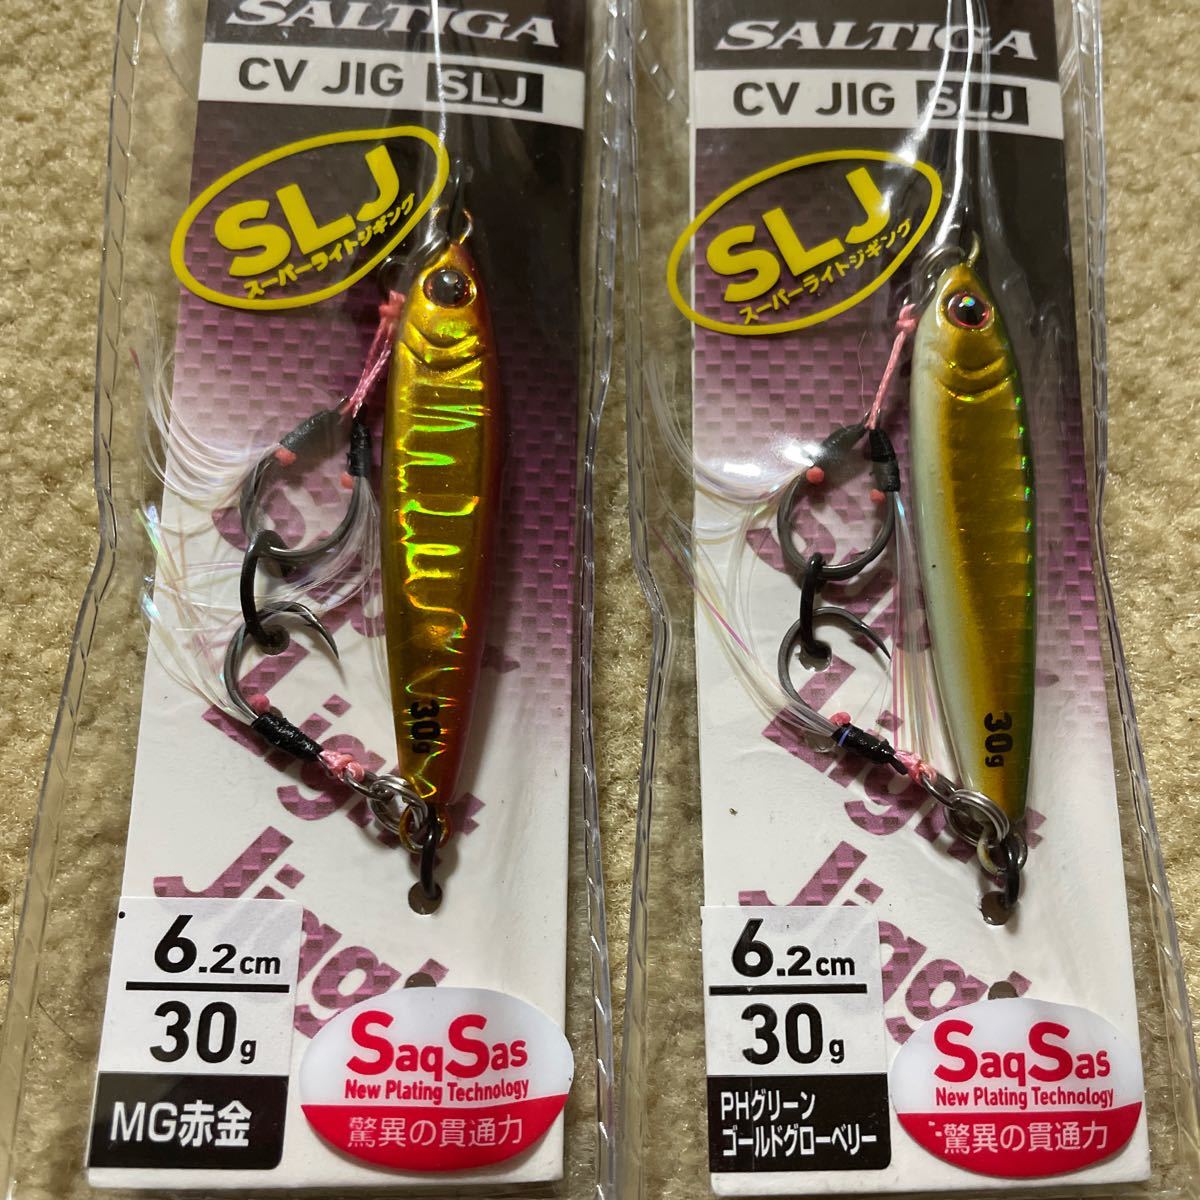 SALTIGA
CV JIG SLJ
SLJ
スーパーライトジギング
30g
6.2cm
30g
MG赤金
SaqSas
New Plating Technology
驚異の貫通力
SALTIGA
CV JIG SLJ
SLJ
スーパーライトジギング
30g
6.2cm
30g
PHグリーン
ゴールドグローベリー
SaqSas
New Plating Technology
驚異の貫通力